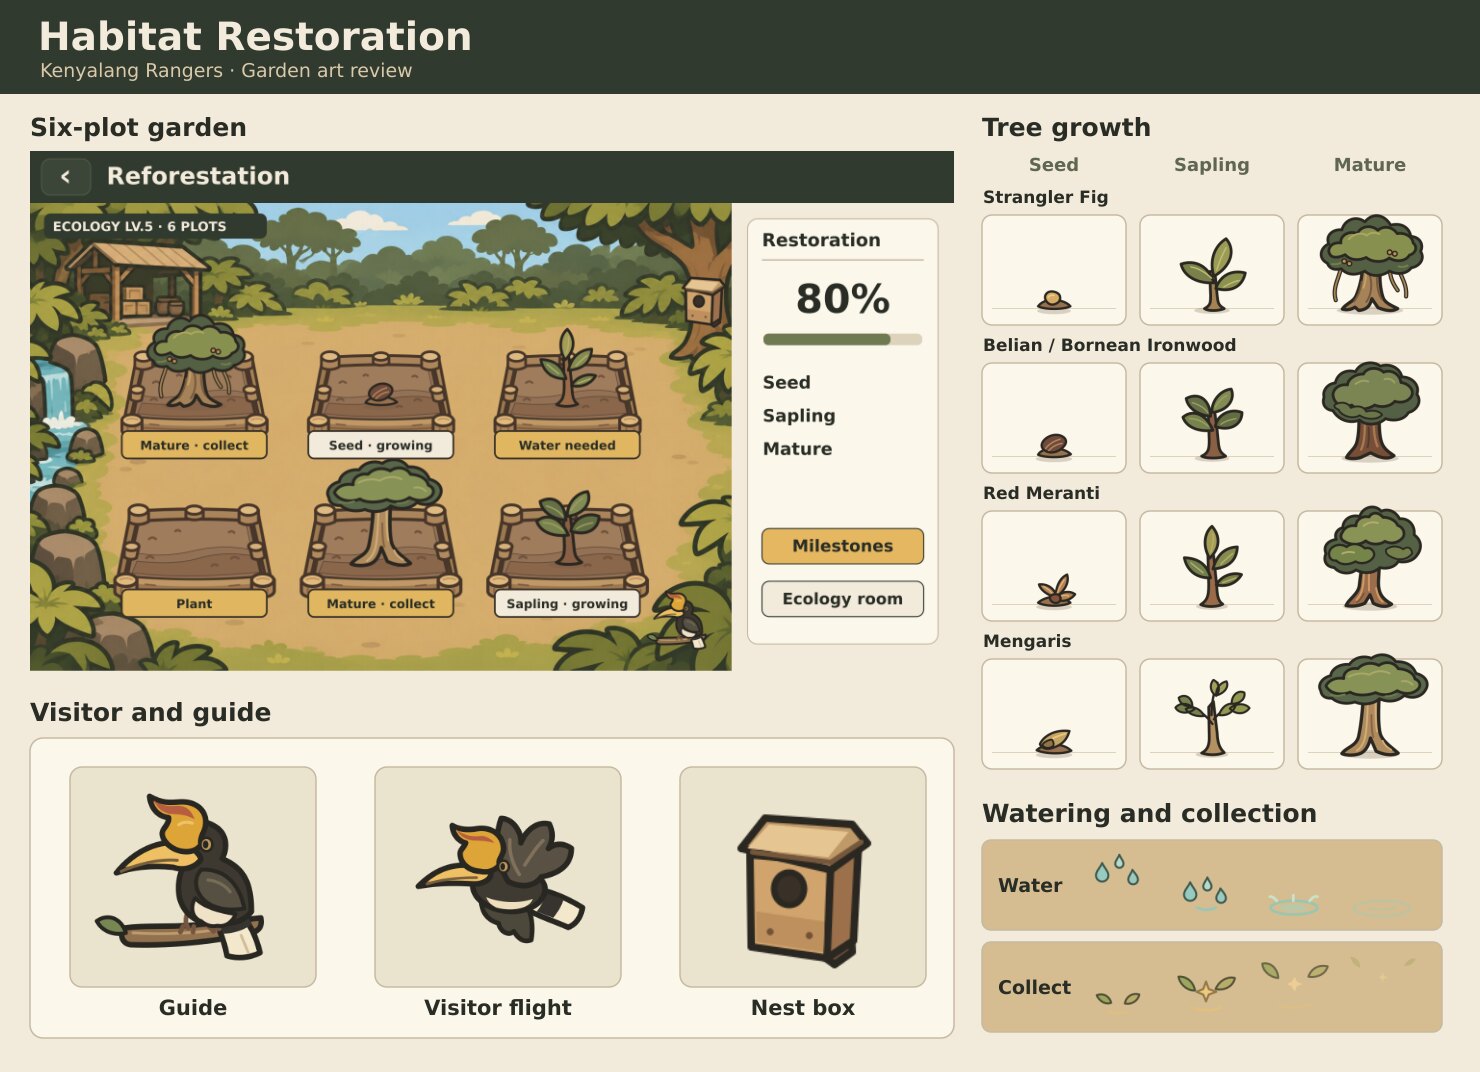 Habitat Restoration
Kenyalang Rangers · Garden art review
Six-plot garden
‹ Reforestation
ECOLOGY LV.5 · 6 PLOTS
Mature · collect
Seed · growing
Water needed
Plant
Mature · collect
Sapling · growing
Restoration
80%
Seed
Sapling
Mature
Milestones
Ecology room
Visitor and guide
Guide
Visitor flight
Nest box
Tree growth
Seed Sapling Mature
Strangler Fig
Belian / Bornean Ironwood
Red Meranti
Mengaris
Watering and collection
Water
Collect